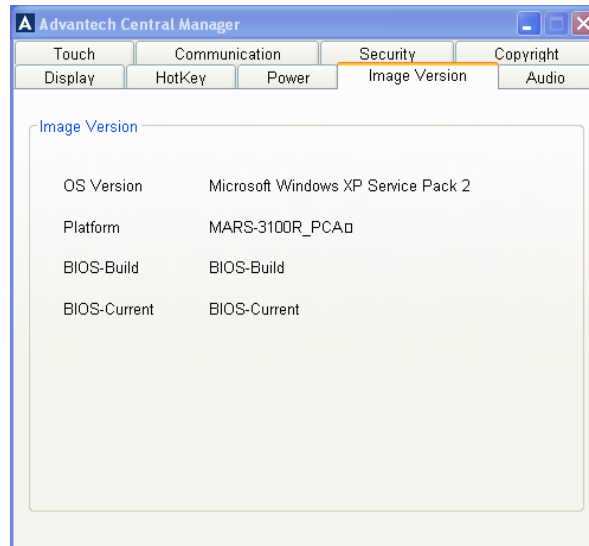 Advantech Central Manager
Touch Communication Security Copyright
Display HotKey Power Image Version Audio
Image Version
OS Version Microsoft Windows XP Service Pack 2
Platform MARS-3100R_PCA□
BIOS-Build BIOS-Build
BIOS-Current BIOS-Current